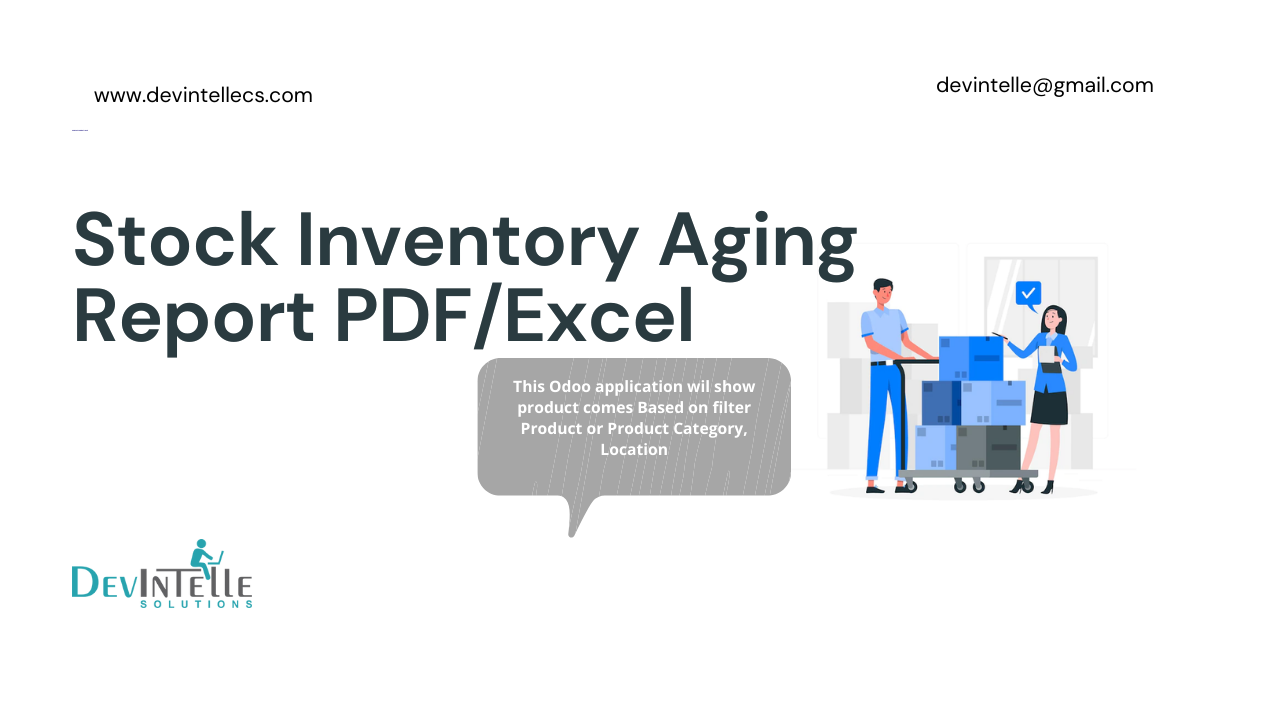 www.devintellecs.com
devintelle@gmail.com
Stock Inventory Aging
Report PDF/Excel
This Odoo application wil show
product comes Based on filter
Product or Product Category,
Location
DevIntelle
SOLUTIONS